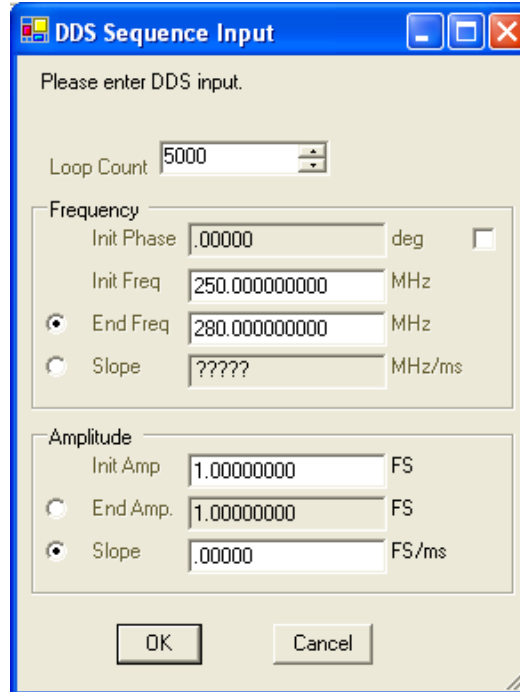 DDS Sequence Input
Please enter DDS input.
Loop Count 5000
Frequency
Init Phase .00000 deg
Init Freq 250.000000000 MHz
End Freq 280.000000000 MHz
Slope ????? MHz/ms
Amplitude
Init Amp 1.00000000 FS
End Amp. 1.00000000 FS
Slope .00000 FS/ms
OK Cancel